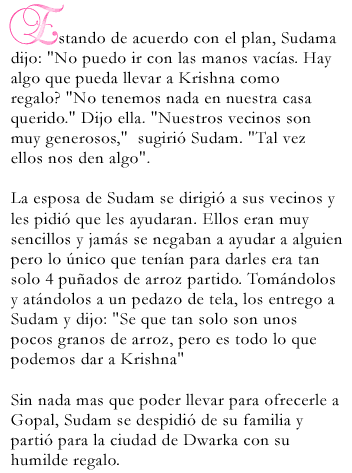 Estando de acuerdo con el plan, Sudama
dijo: "No puedo ir con las manos vacías. Hay
algo que pueda llevar a Krishna como
regalo? "No tenemos nada en nuestra casa
querido." Dijo ella. "Nuestros vecinos son
muy generosos," sugirió Sudam. "Tal vez
ellos nos den algo".

La esposa de Sudam se dirigió a sus vecinos y
les pidió que les ayudaran. Ellos eran muy
sencillos y jamás se negaban a ayudar a alguien
pero lo único que tenían para darles era tan
solo 4 puñados de arroz partido. Tomándolos
y atándolos a un pedazo de tela, los entrego a
Sudam y dijo: "Se que tan solo son unos
pocos granos de arroz, pero es todo lo que
podemos dar a Krishna"

Sin nada mas que poder llevar para ofrecerle a
Gopal, Sudam se despidió de su familia y
partió para la ciudad de Dwarka con su
humilde regalo.